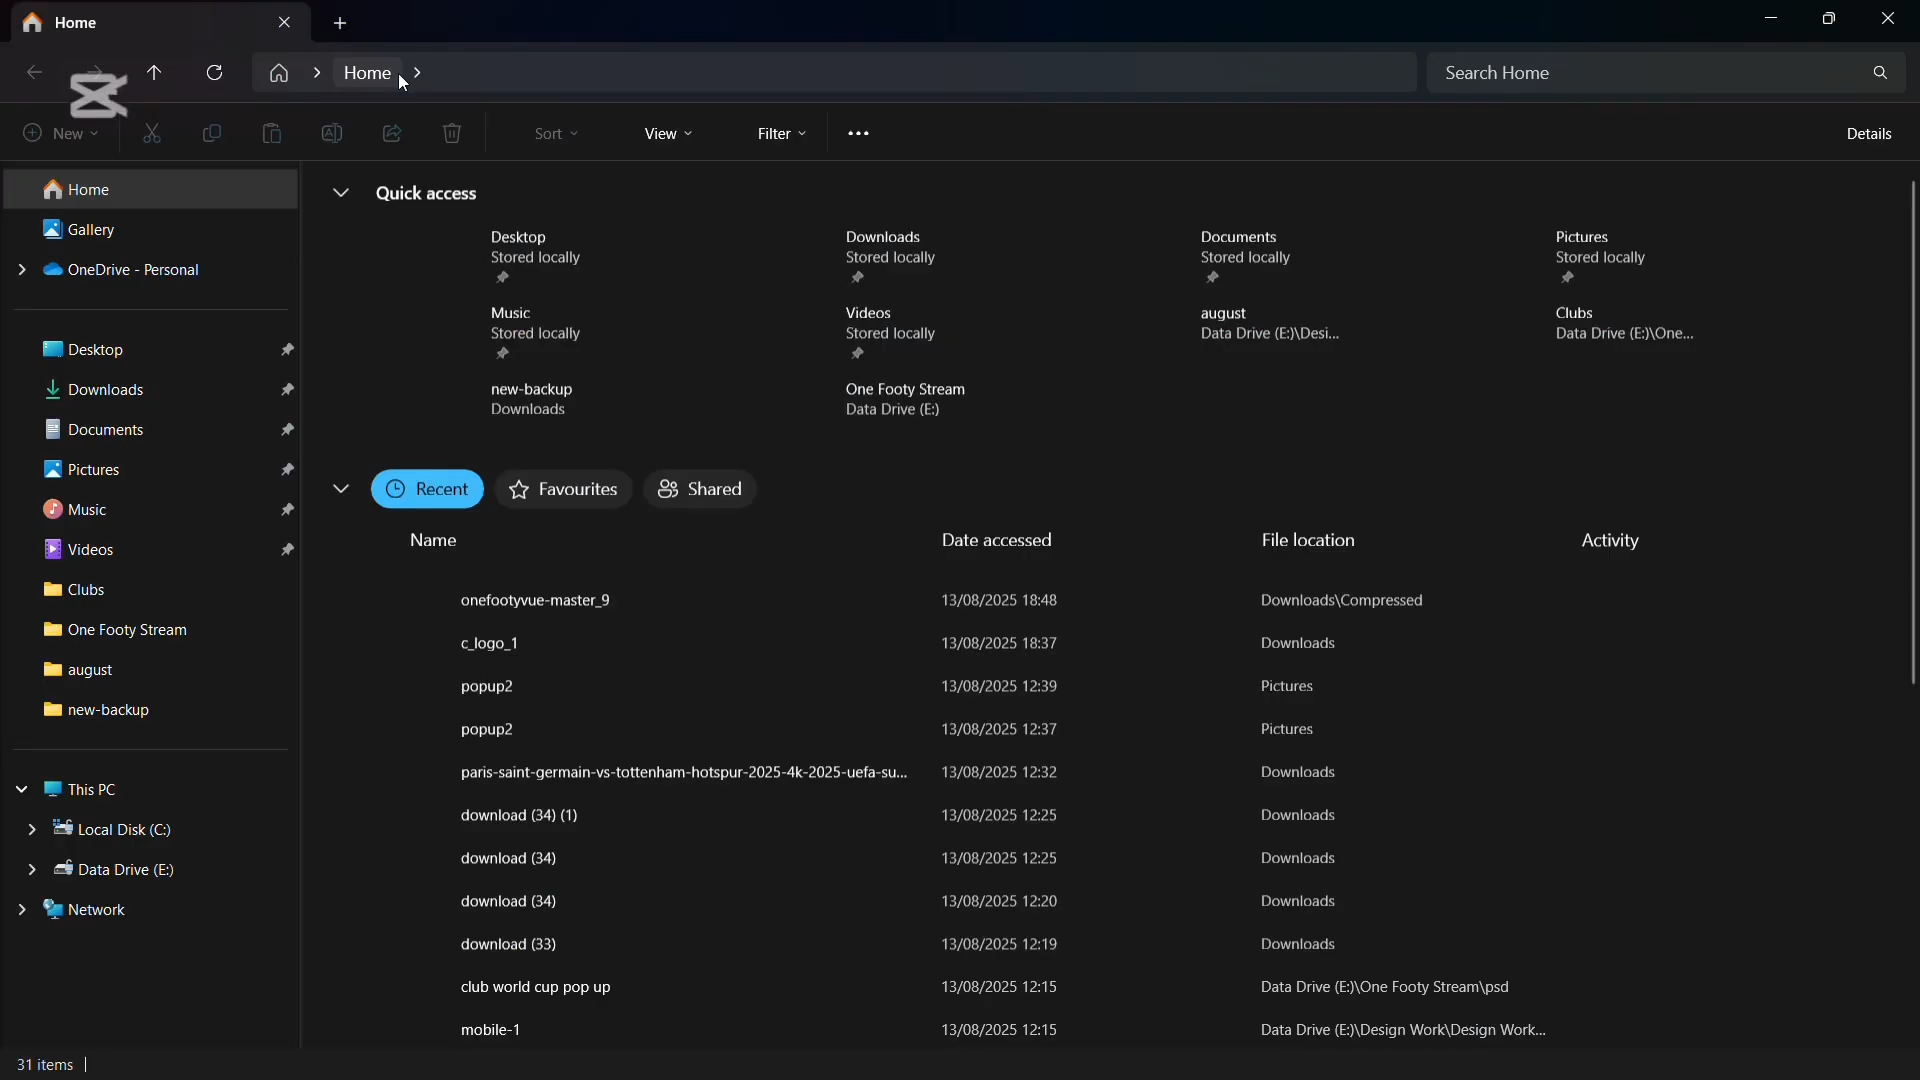 Home
Home
Search Home
New
Sort
View
Filter
Details
Home
Gallery
OneDrive - Personal
Desktop
Downloads
Documents
Pictures
Music
Videos
Clubs
One Footy Stream
august
new-backup
This PC
Local Disk (C:)
Data Drive (E:)
Network
Quick access
Desktop
Stored locally
Downloads
Stored locally
Documents
Stored locally
Pictures
Stored locally
Music
Stored locally
Videos
Stored locally
august
Data Drive (E:)\Desi...
Clubs
Data Drive (E:)\One...
new-backup
Downloads
One Footy Stream
Data Drive (E:)
Recent Favourites Shared
Name Date accessed File location Activity
onefootyvue-master_9 13/08/2025 18:48 Downloads\Compressed
c_logo_1 13/08/2025 18:37 Downloads
popup2 13/08/2025 12:39 Pictures
popup2 13/08/2025 12:37 Pictures
paris-saint-germain-vs-tottenham-hotspur-2025-4k-2025-uefa-su... 13/08/2025 12:32 Downloads
download (34) (1) 13/08/2025 12:25 Downloads
download (34) 13/08/2025 12:25 Downloads
download (34) 13/08/2025 12:20 Downloads
download (33) 13/08/2025 12:19 Downloads
club world cup pop up 13/08/2025 12:15 Data Drive (E:)\One Footy Stream\psd
mobile-1 13/08/2025 12:15 Data Drive (E:)\Design Work\Design Work...
31 items